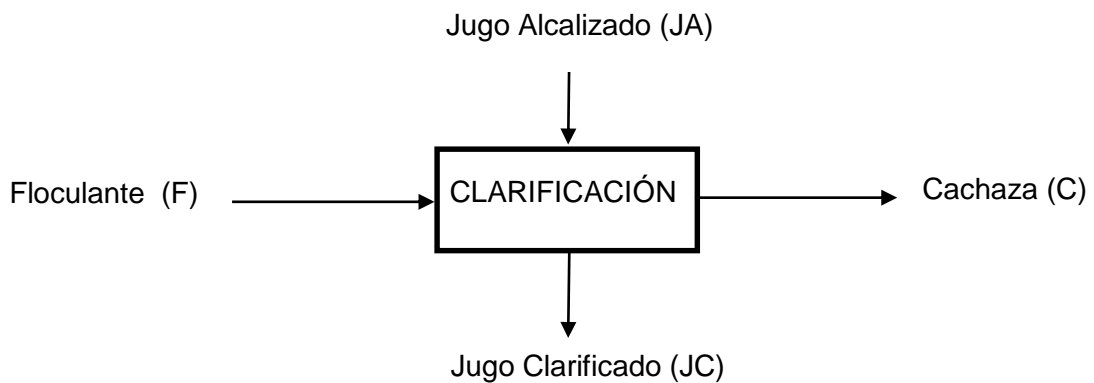 Jugo Alcalizado (JA)
Floculante (F)
CLARIFICACIÓN
Cachaza (C)
Jugo Clarificado (JC)